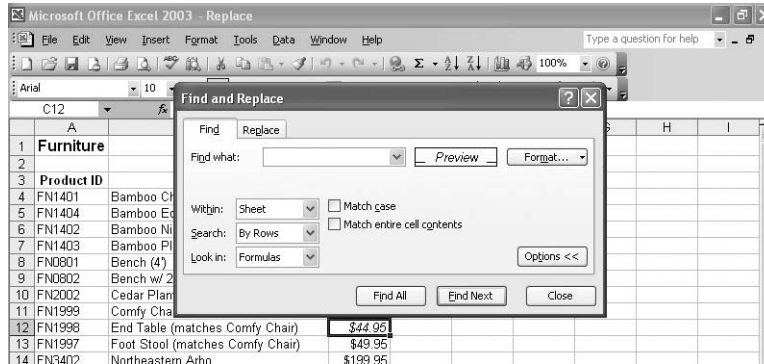 Microsoft Office Excel 2003 - Replace
File Edit View Insert Format Tools Data Window Help
Type a question for help
100%
Arial 10
C12 fx
Find and Replace
Find Replace
Find what: Preview Format...
Within: Sheet Match case
Match entire cell contents
Search: By Rows
Look in: Formulas Options <<
Find All Find Next Close
A H I
1 Furniture
2
3 Product ID
4 FN1401 Bamboo Ch
5 FN1404 Bamboo
6 FN1402 Bamboo Ni
7 FN1403 Bamboo Pl
8 FN0801 Bench (4')
9 FN0802 Bench w/ 2
10 FN2002 Cedar Plan
11 FN1999 Comfy Cha
12 FN1998 End Table (matches Comfy Chair) $44.95
13 FN1997 Foot Stool (matches Comfy Chair) $49.95
14 FN3402 Northeastern $199.95